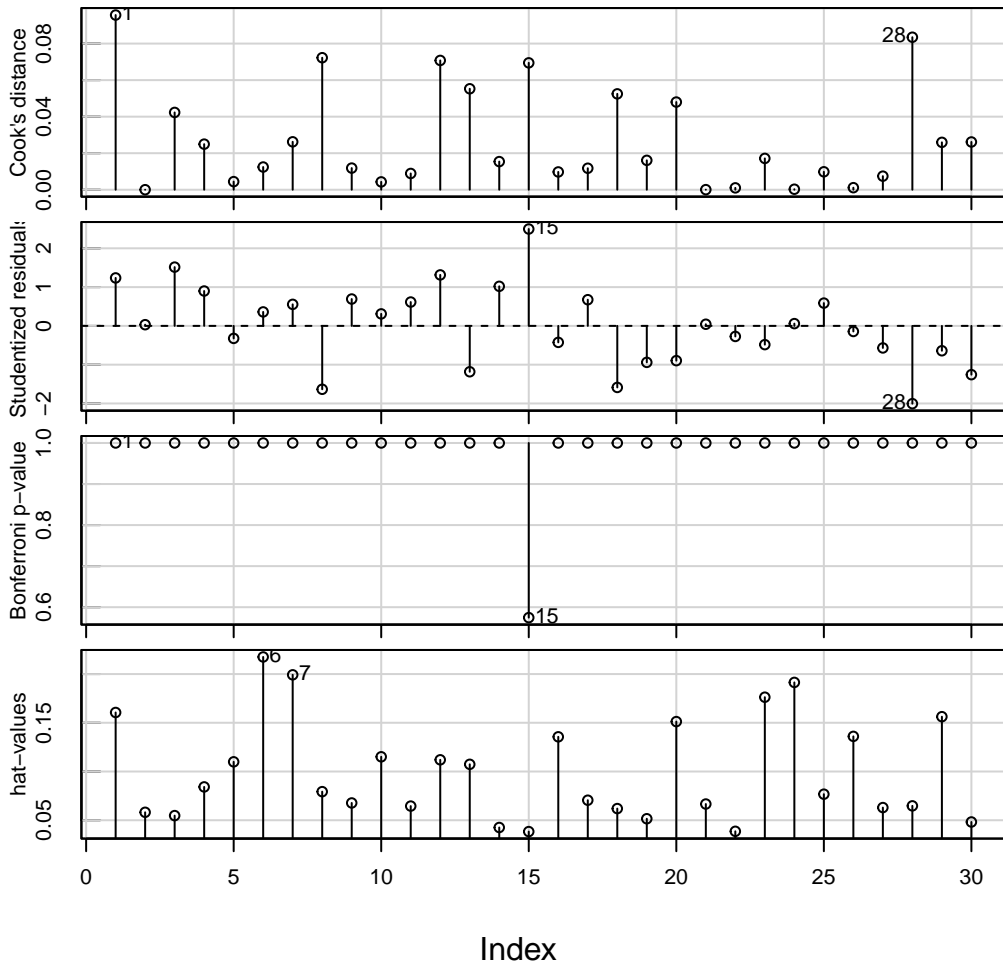 Cook's distance
0.00 0.04 0.08
1
28
Studentized residuals
−2 0 1 2
15
28
Bonferroni p−value
0.6 0.8 1.0
1
15
hat−values
0.05 0.15
6
7
0 5 10 15 20 25 30
Index